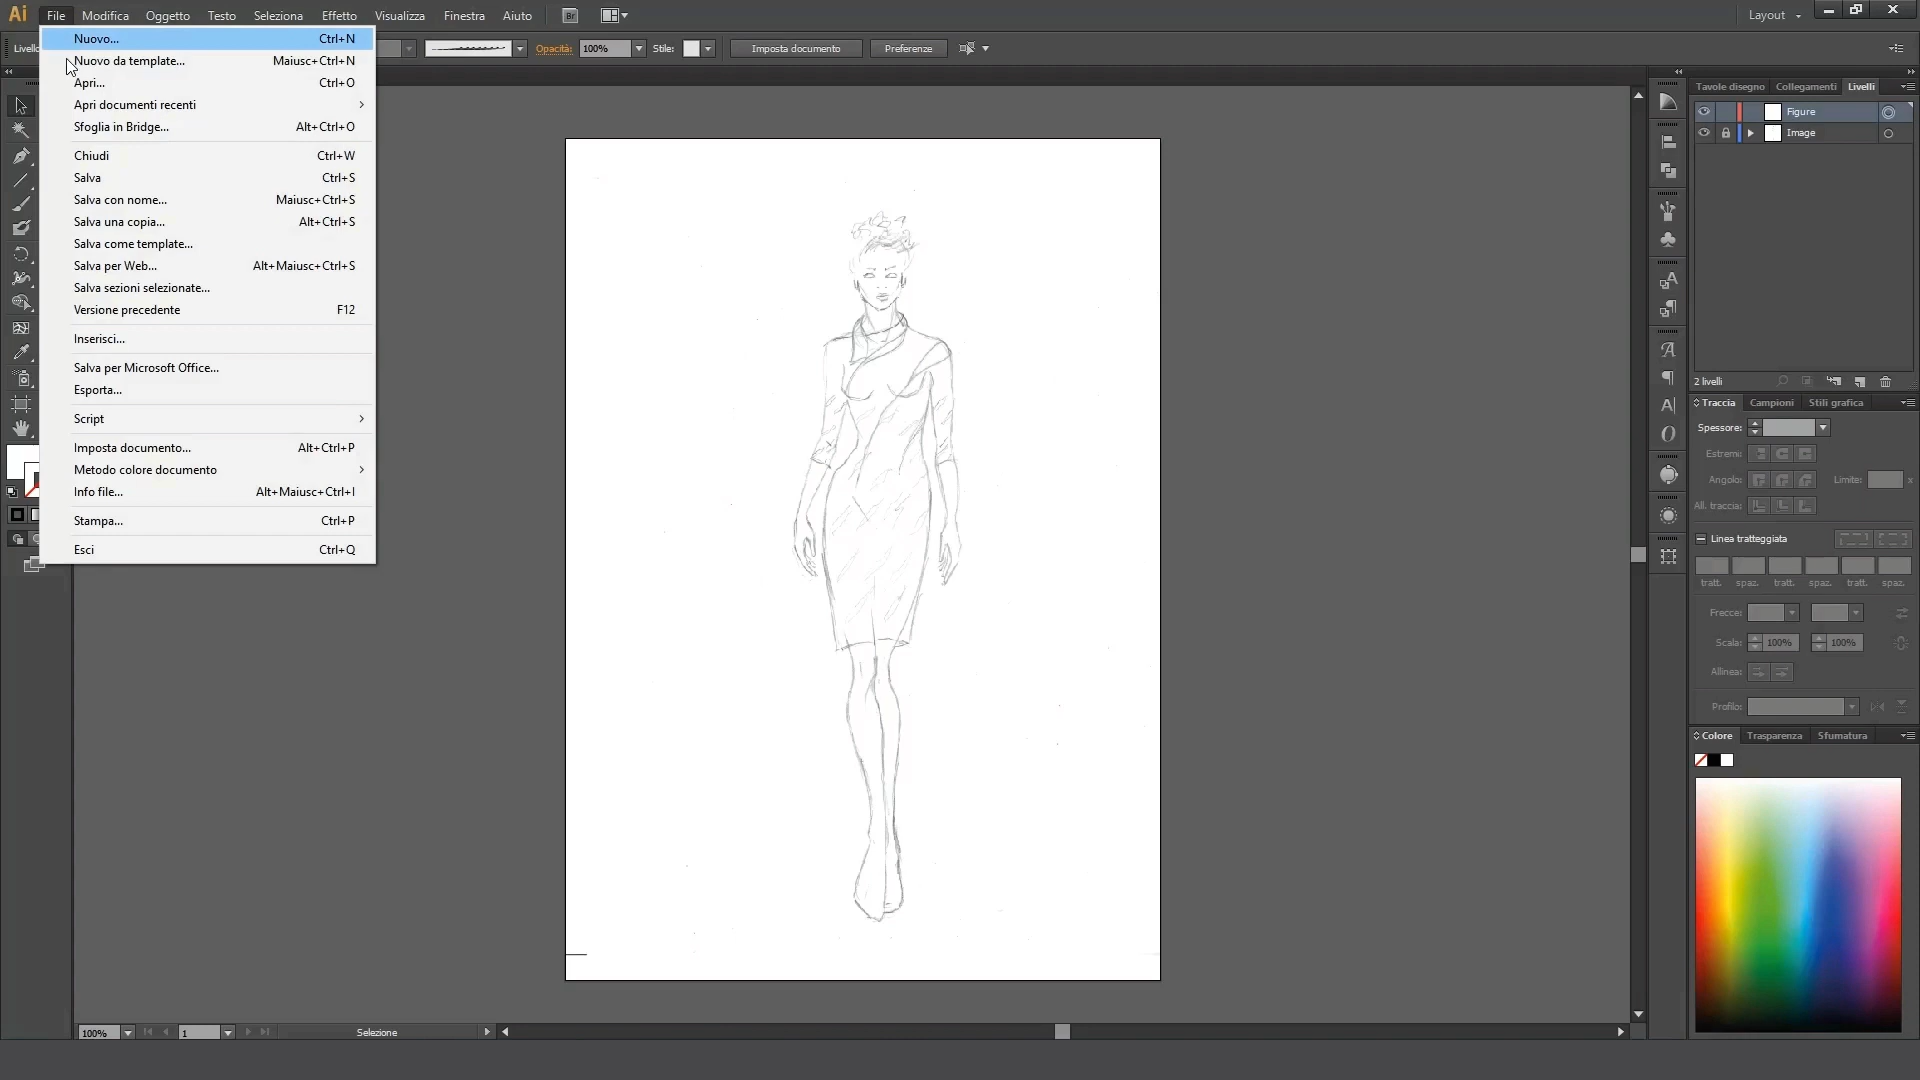 Ai File Modifica Oggetto Testo Seleziona Effetto Visualizza Finestra Aiuto Br Layout
Livello Opacità: 100% Stile: Imposta documento Preferenze
Nuovo... Ctrl+N
Nuovo da template... Maiusc+Ctrl+N
Apri... Ctrl+O
Apri documenti recenti
Sfoglia in Bridge... Alt+Ctrl+O
Chiudi Ctrl+W
Salva Ctrl+S
Salva con nome... Maiusc+Ctrl+S
Salva una copia... Alt+Ctrl+S
Salva come template...
Salva per Web... Alt+Maiusc+Ctrl+S
Salva sezioni selezionate...
Versione precedente F12
Inserisci...
Salva per Microsoft Office...
Esporta...
Script
Imposta documento... Alt+Ctrl+P
Metodo colore documento
Info file... Alt+Maiusc+Ctrl+I
Stampa... Ctrl+P
Esci Ctrl+Q
Tavole disegno Collegamenti Livelli
Figure
Image
2 livelli
Traccia Campioni Stili grafica
Spessore:
Estremi:
Angolo: Limite: x
All. traccia:
Linea tratteggiata
tratt. spaz. tratt. spaz. tratt. spaz.
Frecce:
Scala: 100% 100%
Allinea:
Profilo:
Colore Trasparenza Sfumatura
100% 1 Selezione